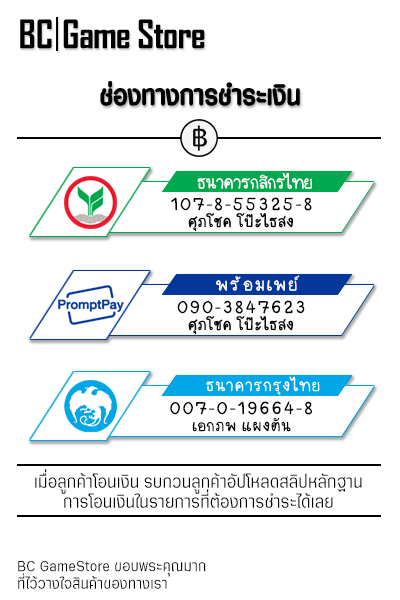 BC|Game Store
ช่องทางการชำระเงิน
฿
ธนาคารกสิกรไทย
107-8-55325-8
ศุภโชค โป๊ะไธสง
พร้อมเพย์
PromptPay
090-3847623
ศุภโชค โป๊ะไธสง
ธนาคารกรุงไทย
007-0-19664-8
เอกภพ แผงตัน
เมื่อลูกค้าโอนเงิน รบกวนลูกค้าอัปโหลดสลิปหลักฐาน
การโอนเงินในรายการที่ต้องการชำระได้เลย
BC GameStore ขอบพระคุณมาก
ที่ไว้วางใจสินค้าของทางเรา